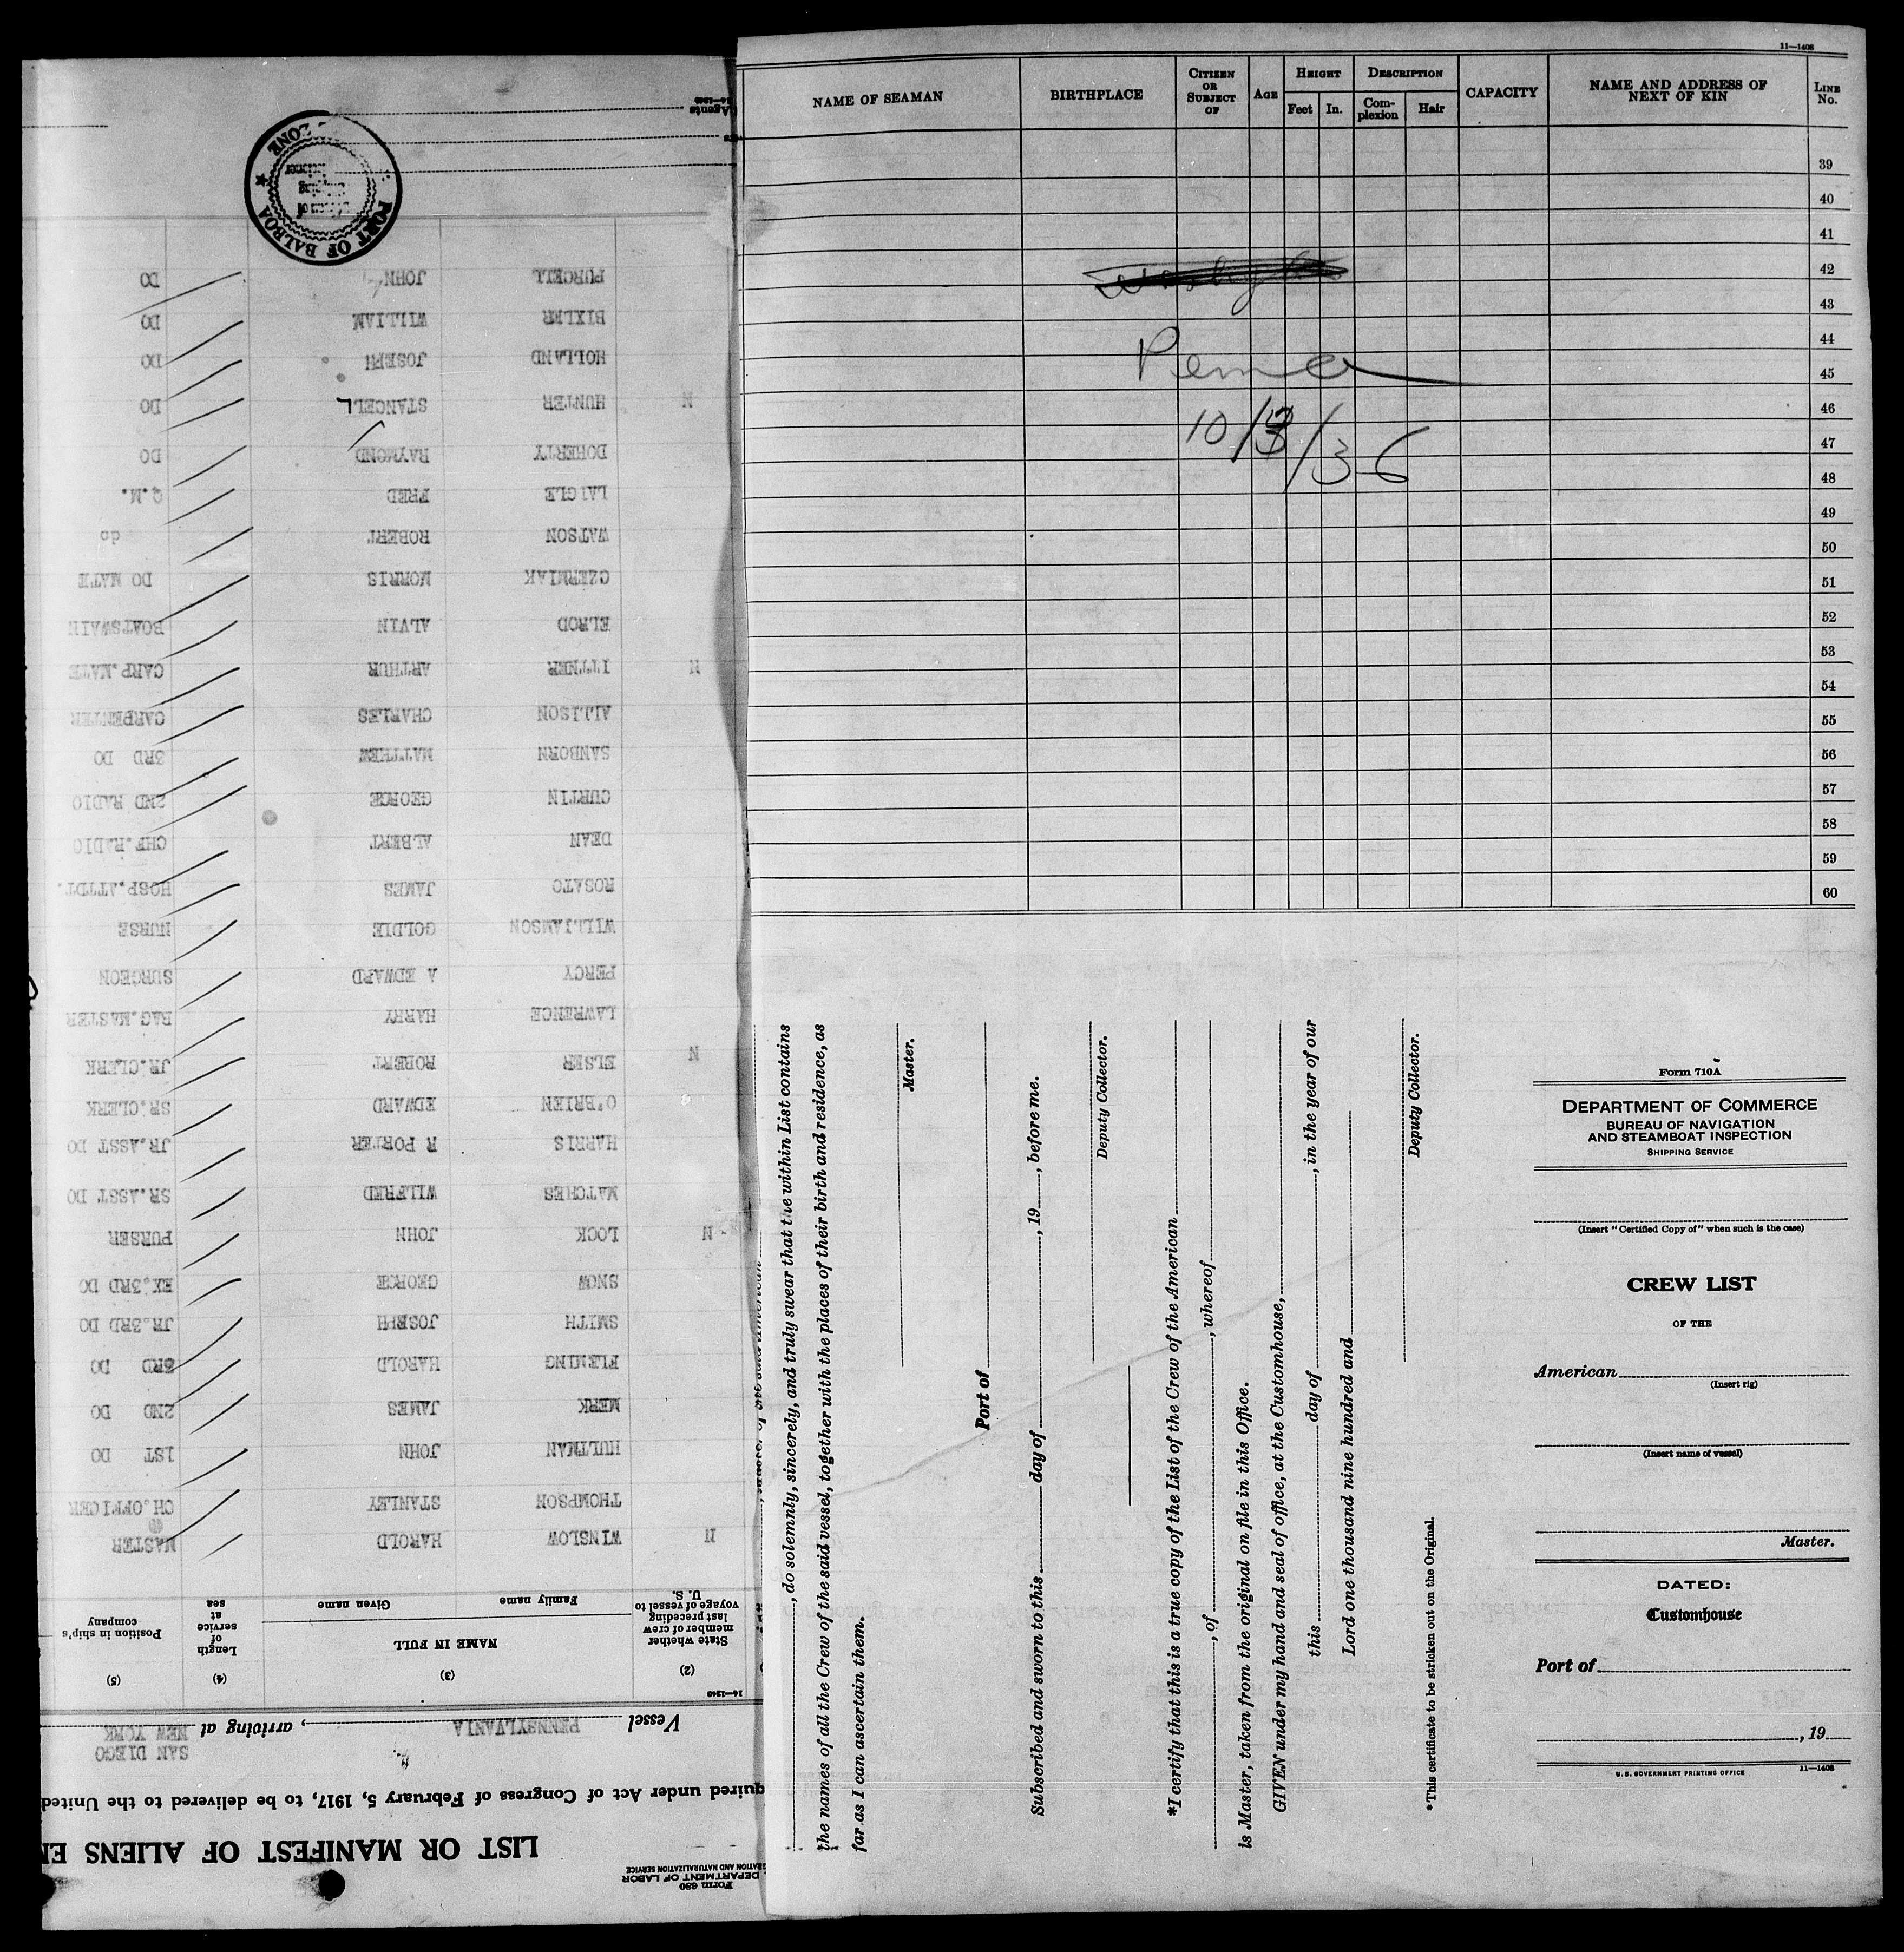 11—1408
NAME OF SEAMAN BIRTHPLACE CITIZEN OR SUBJECT OF AGE HEIGHT Feet In. DESCRIPTION Complexion Hair CAPACITY NAME AND ADDRESS OF NEXT OF KIN LINE No.
39
40
41
42
43
44
45
46
47
48
49
50
51
52
53
54
55
56
57
58
59
60
Penna
10/ /36
, do solemnly, sincerely, and truly swear that the within List contains
the names of all the Crew of the said vessel, together with the places of their birth and residence, as
far as I can ascertain them.
Master.
Port of
Subscribed and sworn to this day of , 19 , before me.
Deputy Collector.
*I certify that this is a true copy of the List of the Crew of the American
, of , whereof
is Master, taken from the original on file in this Office.
GIVEN under my hand and seal of office, at the Customhouse,
this day of , in the year of our
Lord one thousand nine hundred and
Deputy Collector.
*This certificate to be stricken out on the Original.
Form 710A
DEPARTMENT OF COMMERCE
BUREAU OF NAVIGATION
AND STEAMBOAT INSPECTION
SHIPPING SERVICE
(Insert "Certified Copy of" when such is the case)
CREW LIST
OF THE
American
(Insert rig)
(Insert name of vessel)
Master.
DATED:
Customhouse
Port of
, 19
U.S. GOVERNMENT PRINTING OFFICE 11—1408
Form 680
DEPARTMENT OF LABOR
IMMIGRATION AND NATURALIZATION SERVICE
LIST OR MANIFEST OF ALIENS EM
quired under Act of Congress of February 5, 1917, to be delivered to the United
SAN DIEGO
Vessel PENNSYLVANIA , arriving at NEW YORK
14—1240
(2) (3) (4) (5)
State whether member of crew last preceding voyage of vessel to U. S. NAME IN FULL Family name Given name Length of service at sea Position in ship's company
N WINSLOW HAROLD MASTER
THOMPSON STANLEY CH.OFFICER
HULTMAN JOHN 1ST DO
MERK JAMES 2ND DO
FLEMING HAROLD 3RD DO
SMITH JOSEPH JR.3RD DO
SNOW GEORGE EX.3RD DO
N LOCK JOHN PURSER
MATCHES WILFRED SR.ASST DO
HARRIS R PORTER JR.ASST DO
O'BRIEN EDWARD SR.CLERK
N ELSER ROBERT JR.CLERK
LAWRENCE HARRY BAG.MASTER
PERCY A EDWARD SURGEON
WILLIAMSON GOLDIE NURSE
ROSATO JAMES HOSP.ATTDT.
DEAN ALBERT CHF.RADIO
CURTIN GEORGE 2ND RADIO
SANBORN MATTHEW 3RD DO
ALLISON CHARLES CARPENTER
N ITTNER ARTHUR CARP.MATE
ELROD ALVIN BOATSWAIN
CZERMIAK MORRIS DO MATE
WATSON ROBERT do
LAIGLE FRED Q.M.
DOHERTY RAYMOND DO
N HUNTER STANCEL DO
HOLLAND JOSEPH DO
BIXLER WILLIAM DO
PURCELL JOHN DO
PORT OF BALBOA
ZONE
Agents